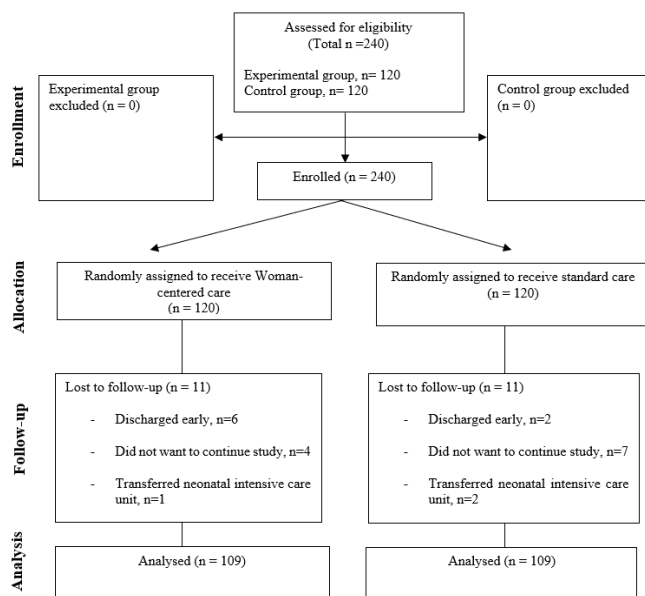 Assessed for eligibility
(Total n =240)
Experimental group, n= 120
Control group, n= 120
Experimental group
excluded (n = 0)
Control group excluded
(n = 0)
Enrollment
Enrolled (n = 240)
Allocation
Randomly assigned to receive Woman-
centered care
(n = 120)
Randomly assigned to receive standard care
(n = 120)
Follow-up
Lost to follow-up (n = 11)
- Discharged early, n=6
- Did not want to continue study, n=4
- Transferred neonatal intensive care
unit, n=1
Lost to follow-up (n = 11)
- Discharged early, n=2
- Did not want to continue study, n=7
- Transferred neonatal intensive care
unit, n=2
Analysis
Analysed (n = 109)
Analysed (n = 109)